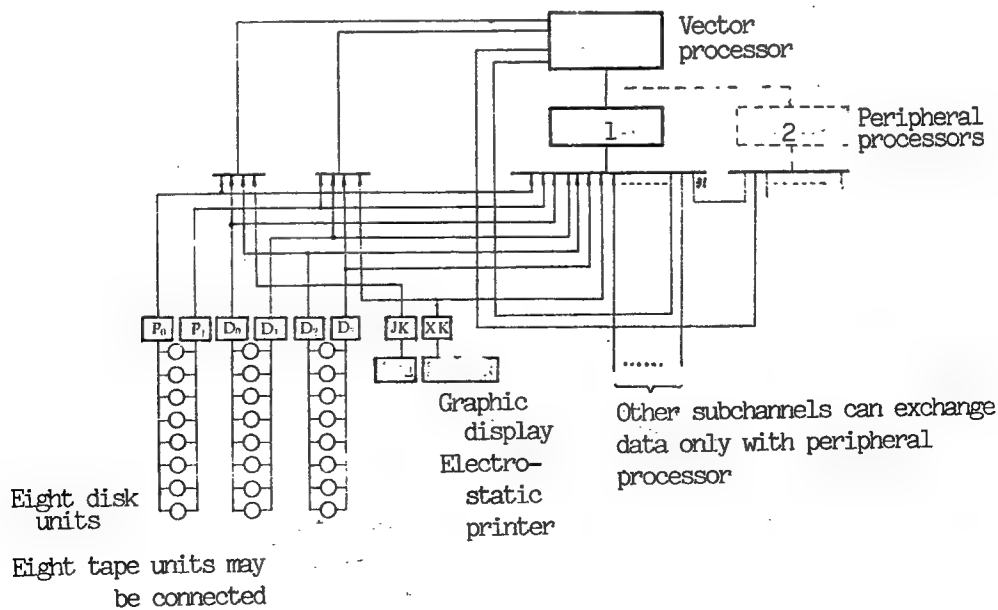 Vector
processor
1
2
Peripheral
processors
P₀ P₁ D₀ D₁ D₂ D₃ JK XK
Graphic
display
Electro-
static
printer
Other subchannels can exchange
data only with peripheral
processor
Eight disk
units
Eight tape units may
be connected